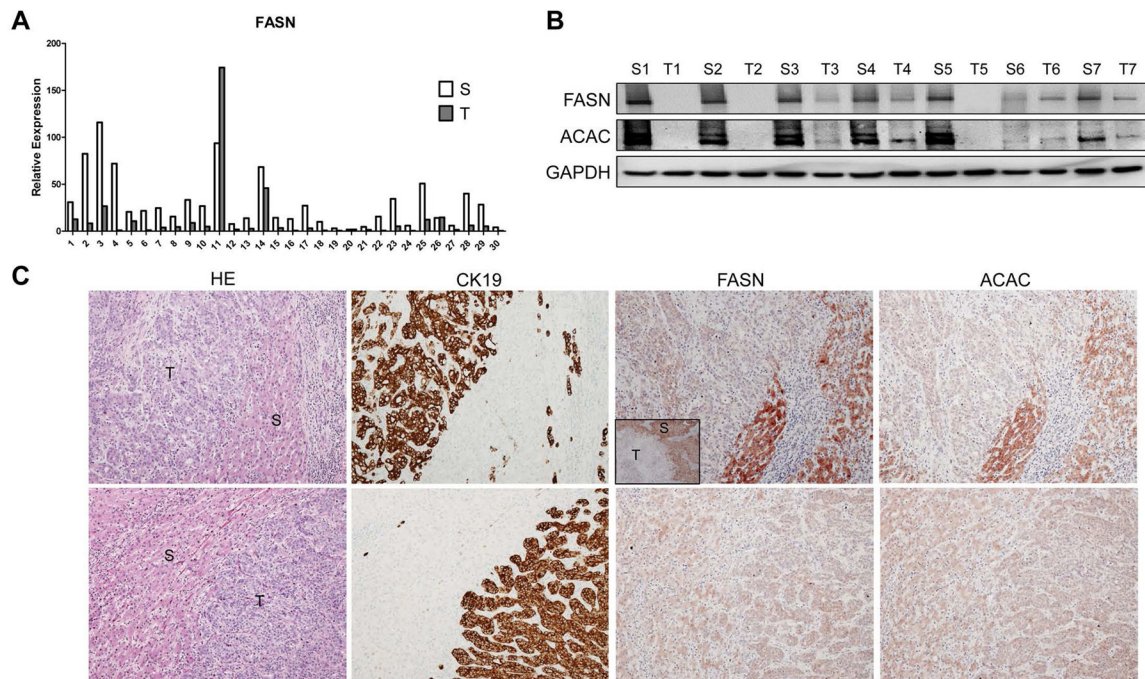 A
FASN
Relative Eexpression
200
150
100
50
0
S
T
1 2 3 4 5 6 7 8 9 10 11 12 13 14 15 16 17 18 19 20 21 22 23 24 25 26 27 28 29 30
B
S1 T1 S2 T2 S3 T3 S4 T4 S5 T5 S6 T6 S7 T7
FASN
ACAC
GAPDH
C
HE CK19 FASN ACAC
T
S
S
T
S
T